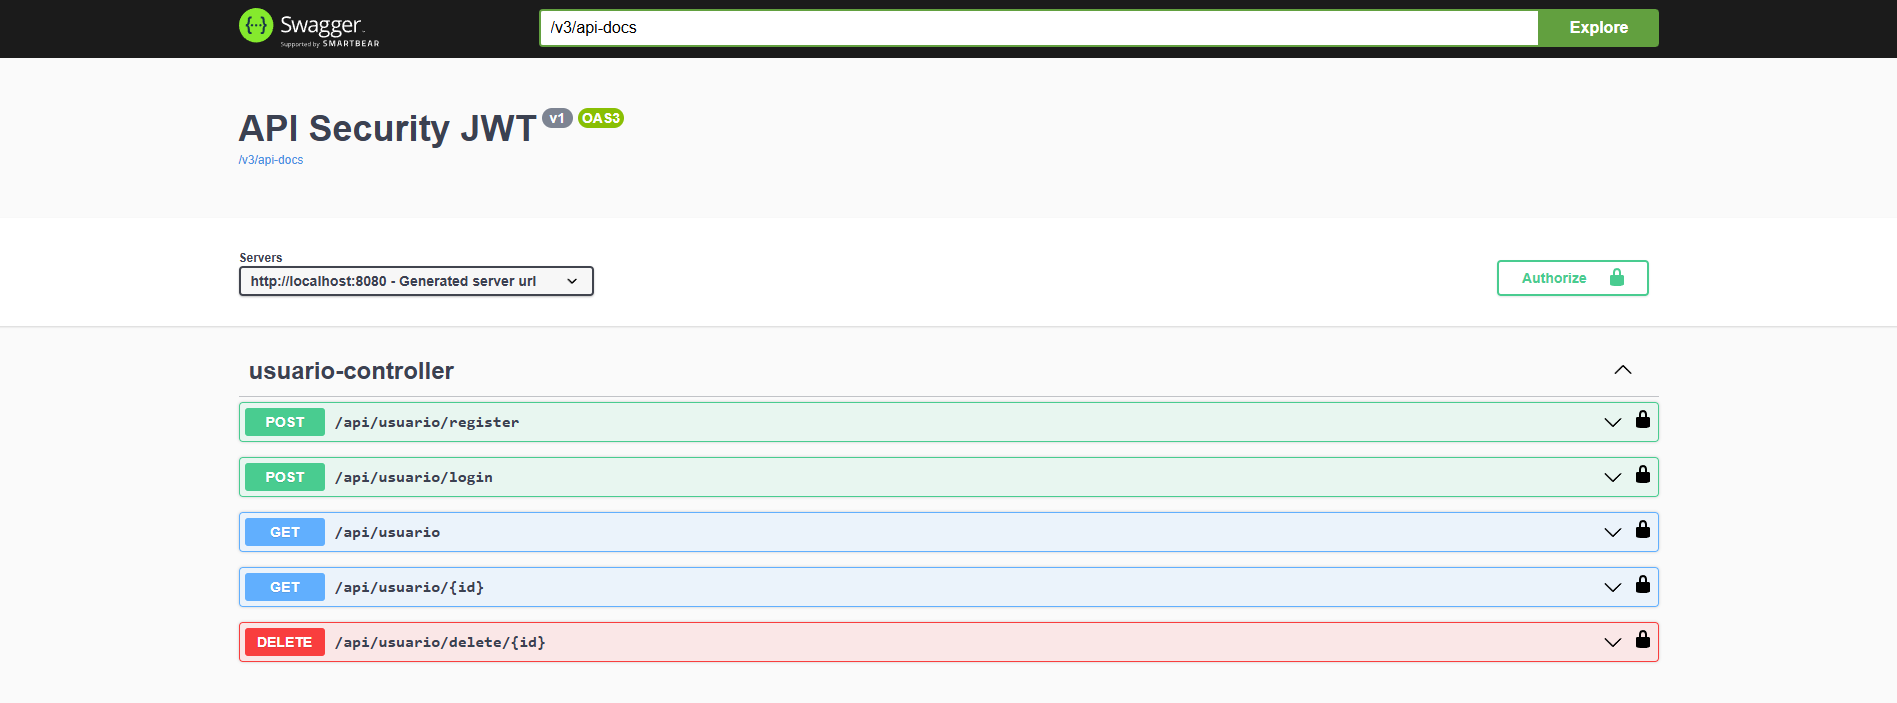 Swagger.
Supported by SMARTBEAR
/v3/api-docs
Explore
API Security JWT v1 OAS3
/v3/api-docs
Servers
http://localhost:8080 - Generated server url
Authorize
usuario-controller
POST /api/usuario/register
POST /api/usuario/login
GET /api/usuario
GET /api/usuario/{id}
DELETE /api/usuario/delete/{id}